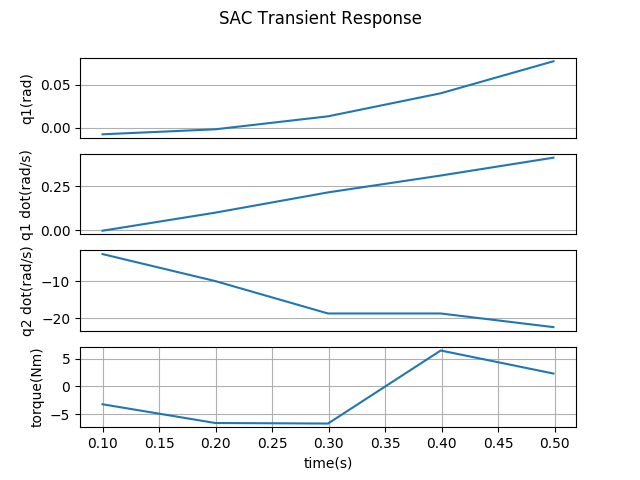 SAC Transient Response
q1(rad)
0.05
0.00
q1 dot(rad/s)
0.25
0.00
q2 dot(rad/s)
−10
−20
torque(Nm)
5
0
−5
0.10 0.15 0.20 0.25 0.30 0.35 0.40 0.45 0.50
time(s)